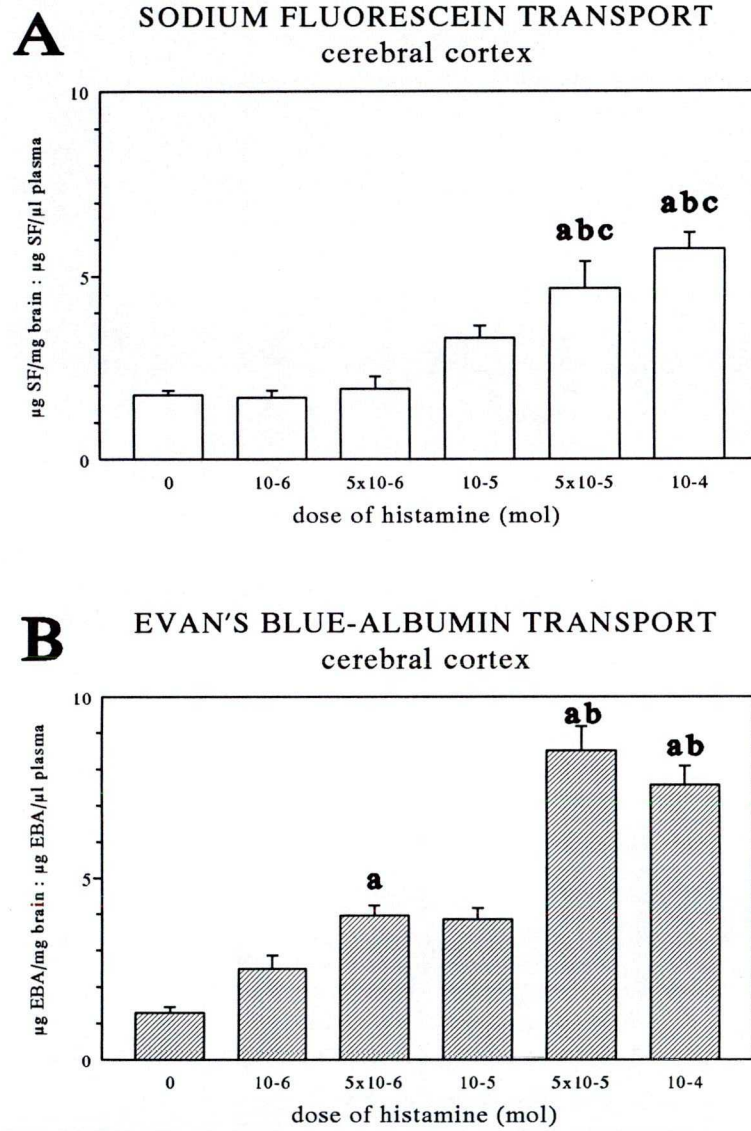 A
SODIUM FLUORESCEIN TRANSPORT
cerebral cortex
µg SF/mg brain : µg SF/µl plasma
10
5
0
abc
abc
0 10-6 5x10-6 10-5 5x10-5 10-4
dose of histamine (mol)
B
EVAN'S BLUE-ALBUMIN TRANSPORT
cerebral cortex
µg EBA/mg brain : µg EBA/µl plasma
10
5
0
a
ab
ab
0 10-6 5x10-6 10-5 5x10-5 10-4
dose of histamine (mol)